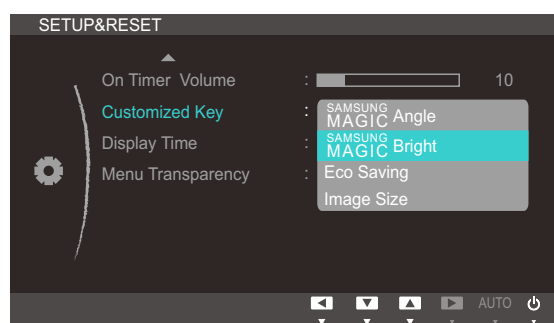 SETUP&RESET
On Timer Volume : 10
Customized Key : SAMSUNG MAGIC Angle
Display Time : SAMSUNG MAGIC Bright
Menu Transparency : Eco Saving
Image Size
AUTO